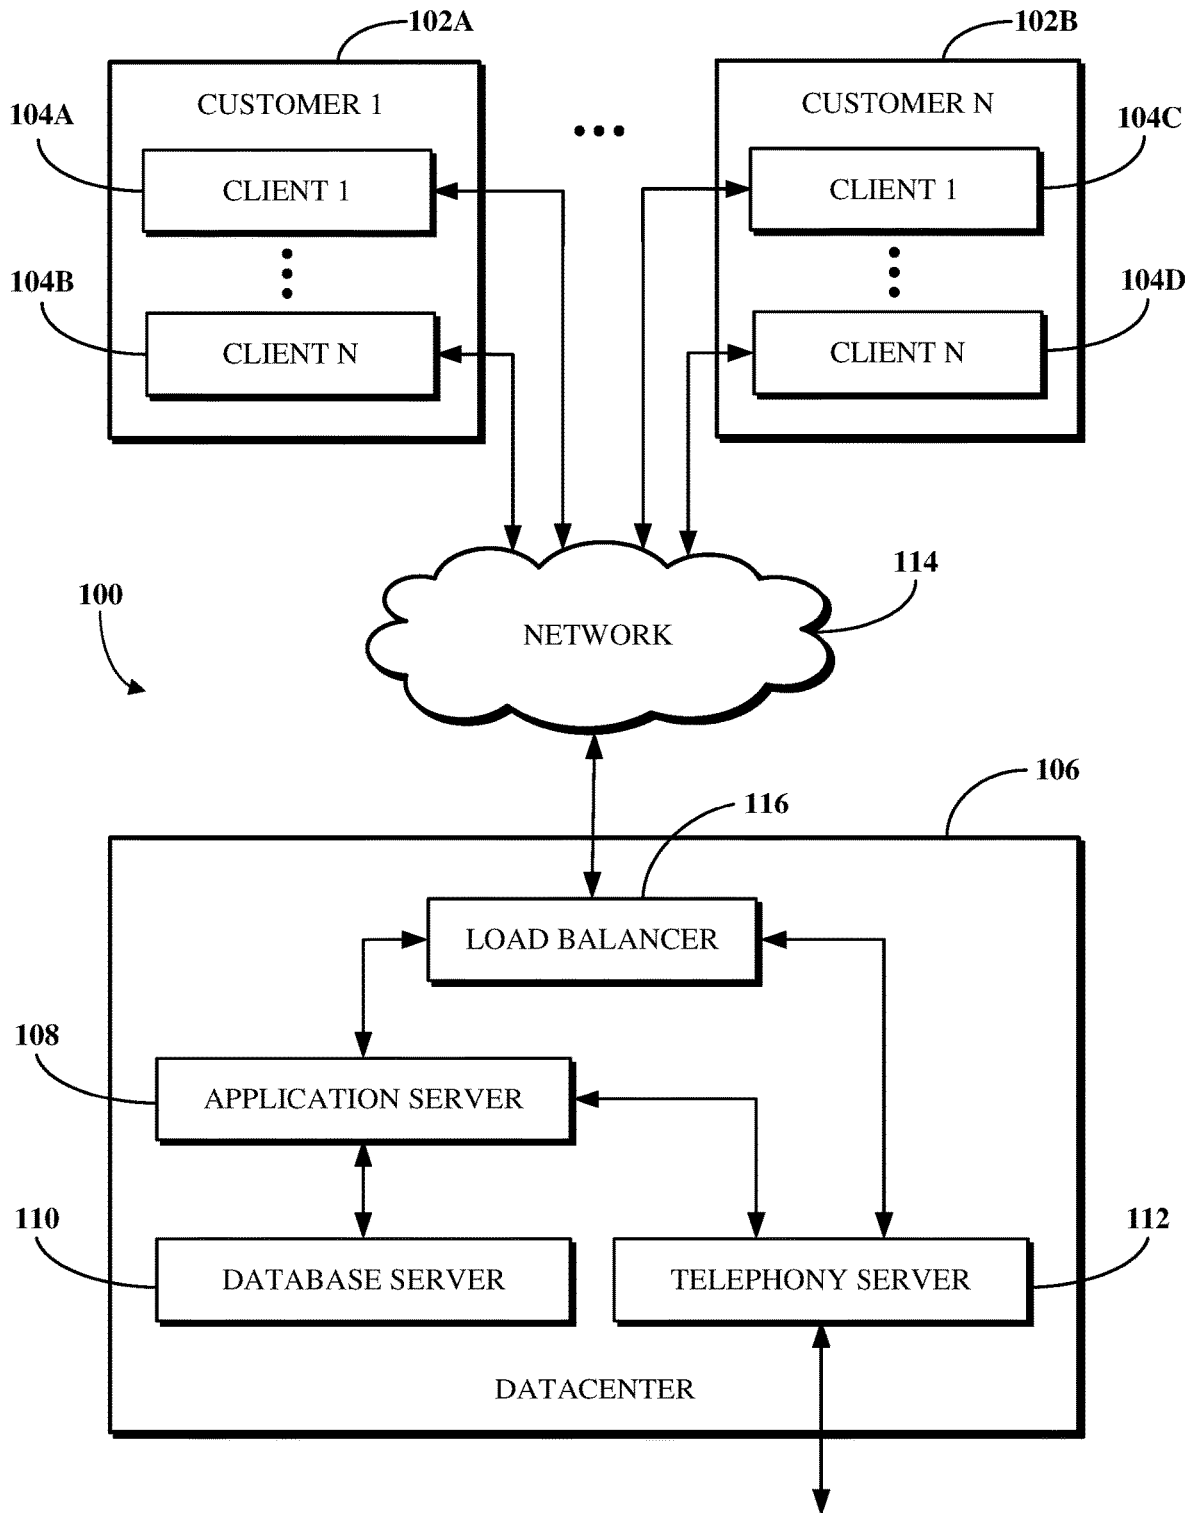 102A
102B
CUSTOMER 1
CUSTOMER N
104A
104C
CLIENT 1
CLIENT 1
104B
104D
CLIENT N
CLIENT N
114
100
NETWORK
106
116
LOAD BALANCER
108
APPLICATION SERVER
110
112
DATABASE SERVER
TELEPHONY SERVER
DATACENTER